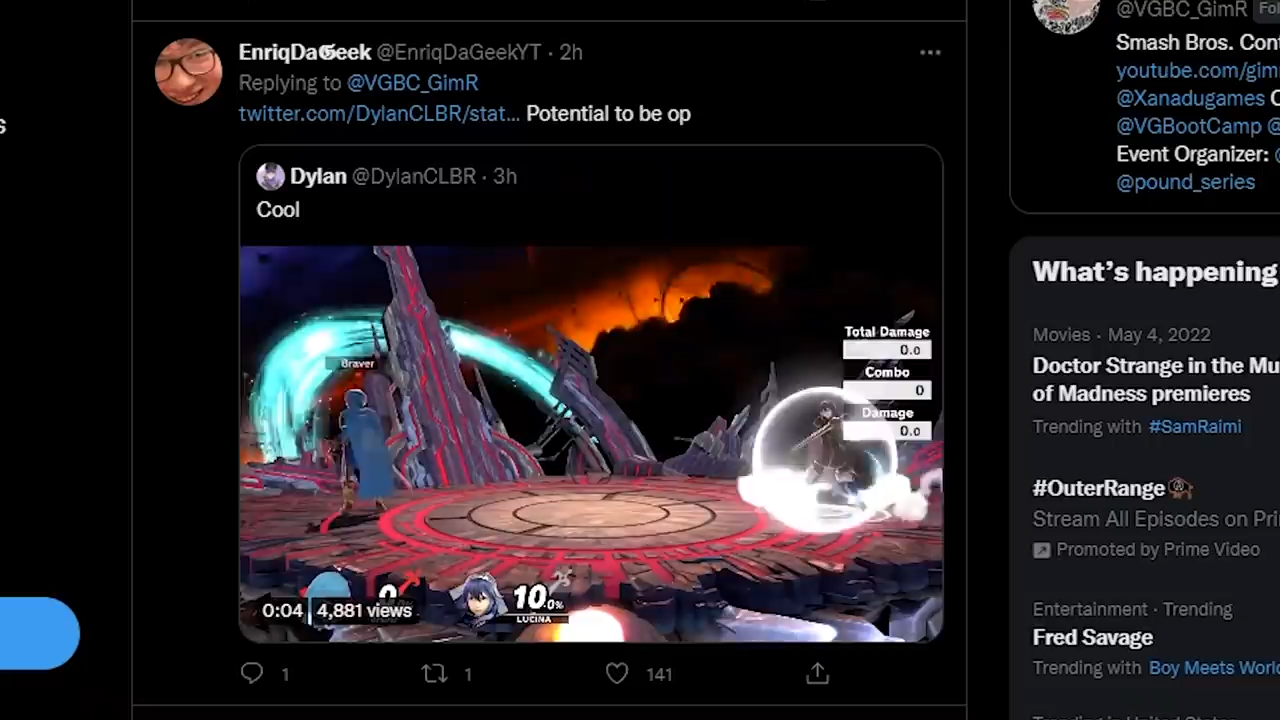 EnriqDaGeek @EnriqDaGeekYT · 2h
Replying to @VGBC_GimR
twitter.com/DylanCLBR/stat... Potential to be op
Dylan @DylanCLBR · 3h
Cool
Braver
Total Damage
0.0
Combo
0
Damage
0.0
0:04 4,881 views
0
10.0%
LUCINA
1
1
141
s
@VGBC_GimR Fol
Smash Bros. Con
youtube.com/gim
@Xanadugames C
@VGBootCamp @
Event Organizer: @
@pound_series
What's happening
Movies · May 4, 2022
Doctor Strange in the Mu
of Madness premieres
Trending with #SamRaimi
#OuterRange
Stream All Episodes on Pri
Promoted by Prime Video
Entertainment · Trending
Fred Savage
Trending with Boy Meets Worl